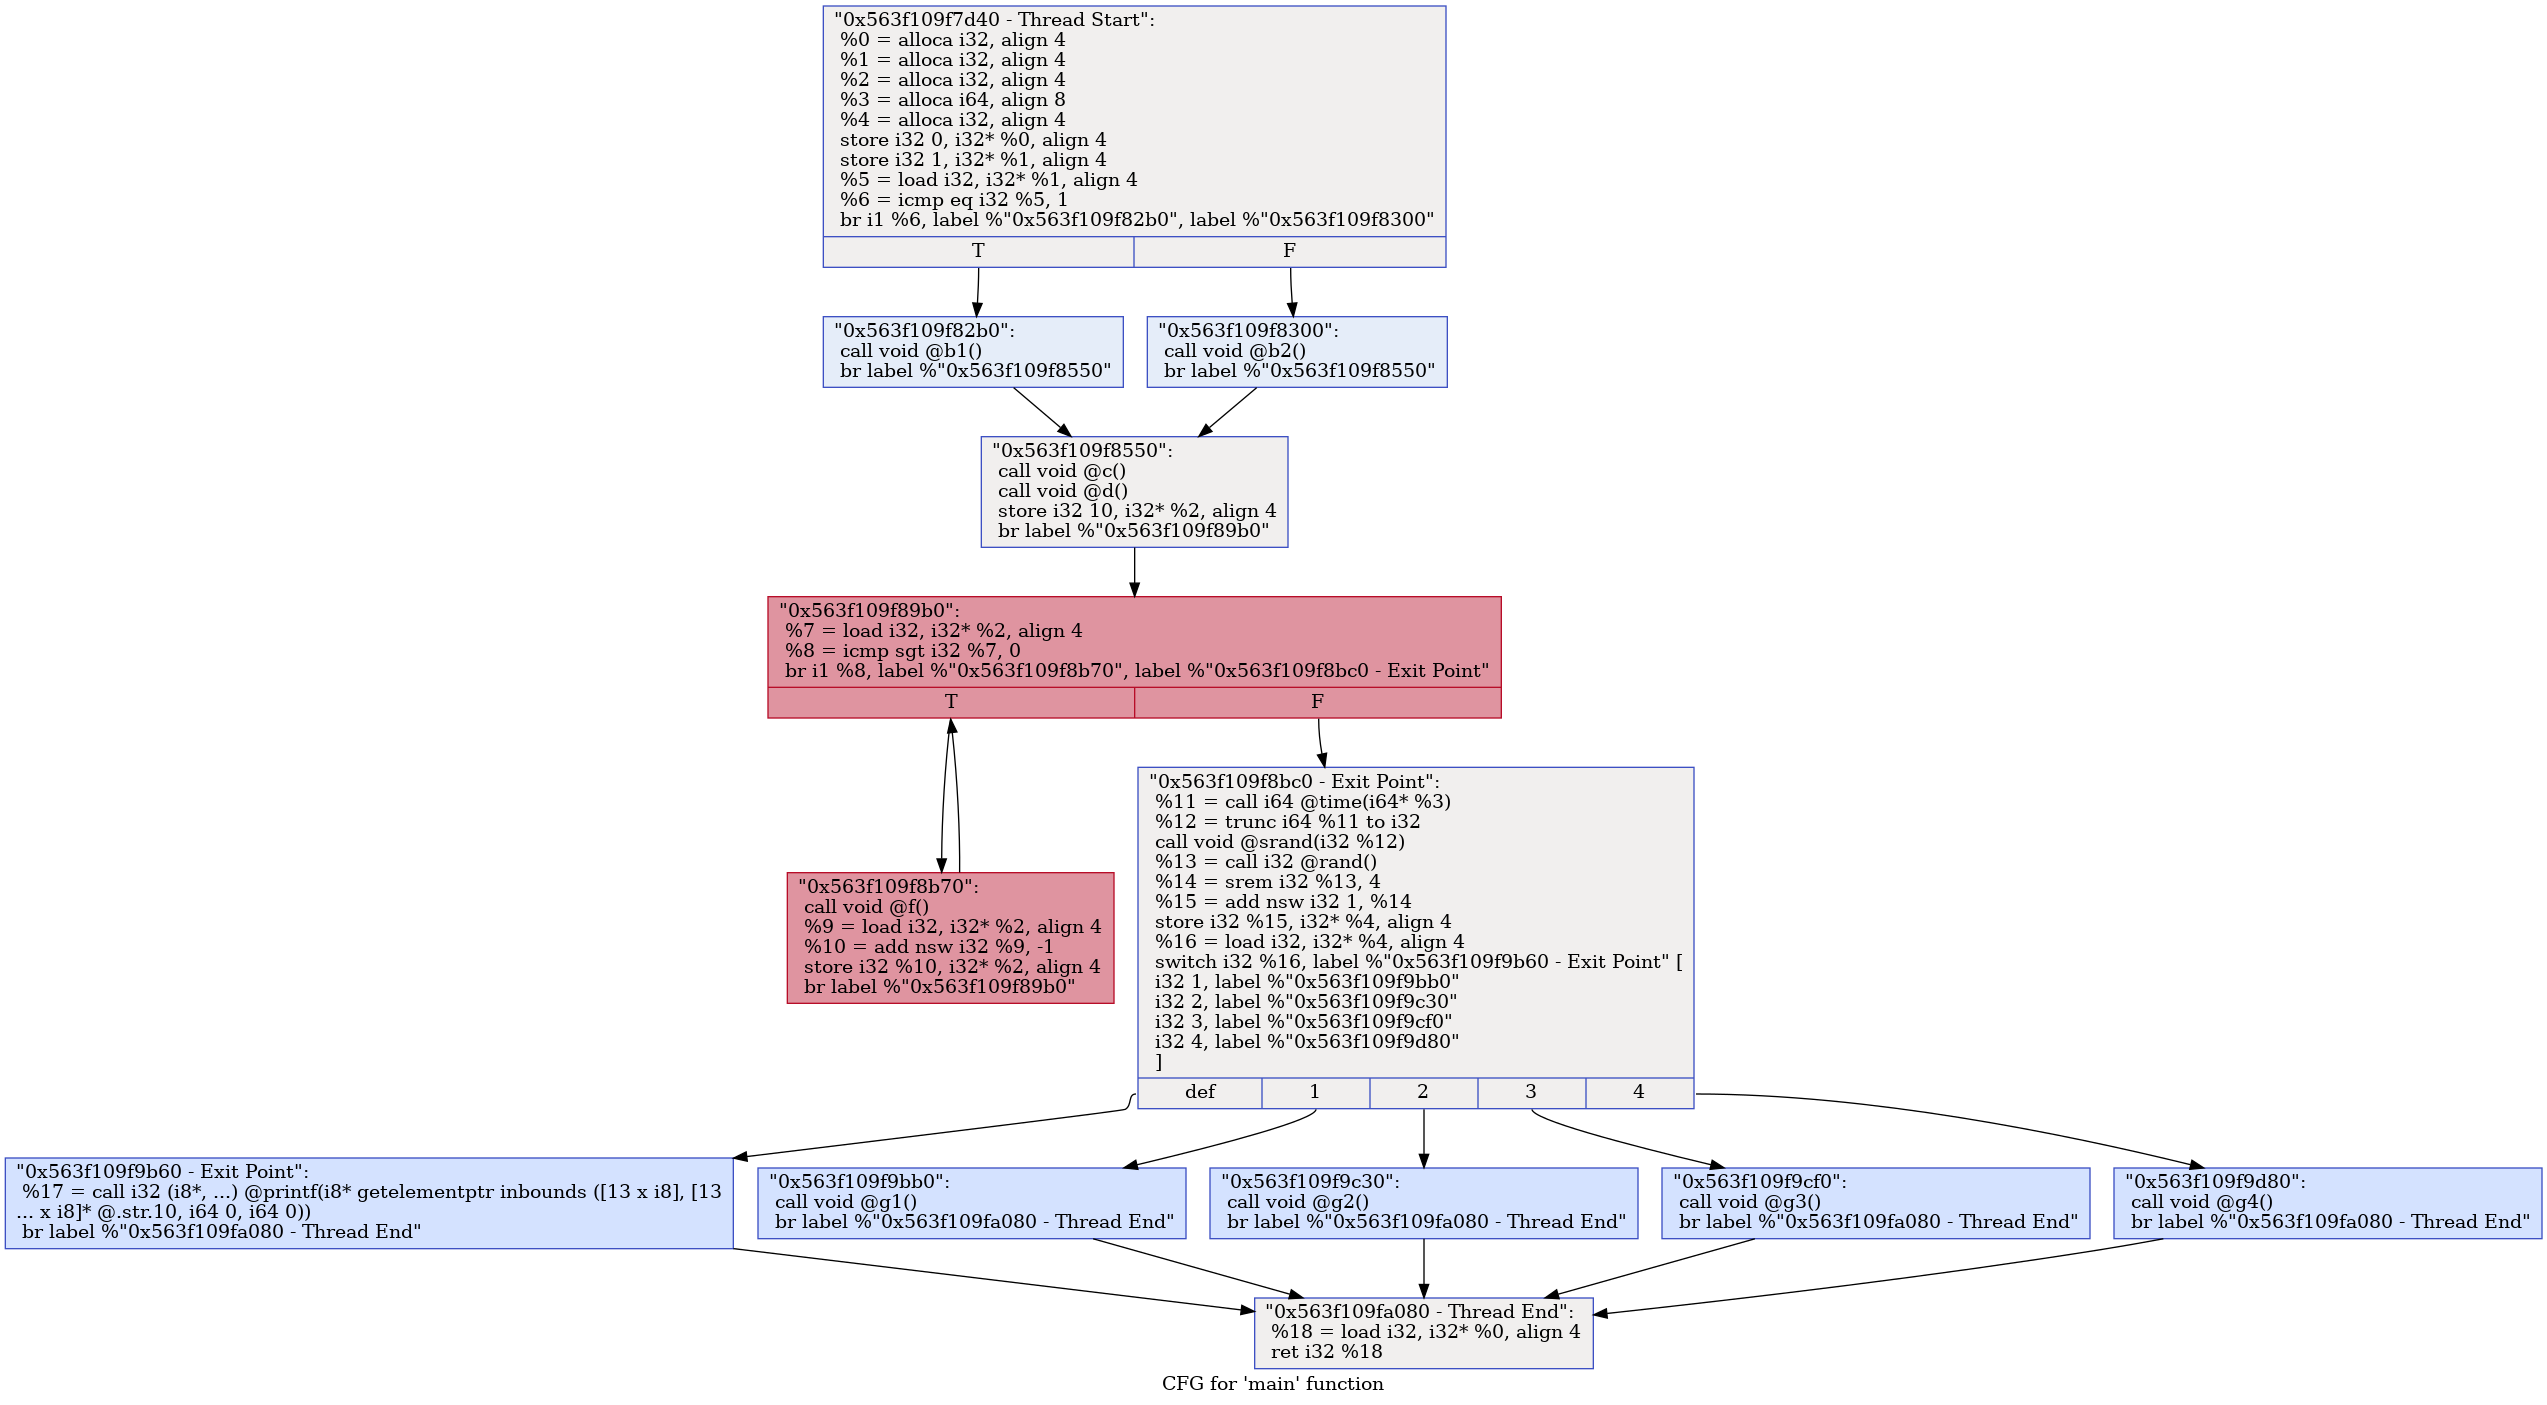 "0x563f109f7d40 - Thread Start":
%0 = alloca i32, align 4
%1 = alloca i32, align 4
%2 = alloca i32, align 4
%3 = alloca i64, align 8
%4 = alloca i32, align 4
store i32 0, i32* %0, align 4
store i32 1, i32* %1, align 4
%5 = load i32, i32* %1, align 4
%6 = icmp eq i32 %5, 1
br i1 %6, label %"0x563f109f82b0", label %"0x563f109f8300"
T
F
"0x563f109f82b0":
call void @b1()
br label %"0x563f109f8550"
"0x563f109f8300":
call void @b2()
br label %"0x563f109f8550"
"0x563f109f8550":
call void @c()
call void @d()
store i32 10, i32* %2, align 4
br label %"0x563f109f89b0"
"0x563f109f89b0":
%7 = load i32, i32* %2, align 4
%8 = icmp sgt i32 %7, 0
br i1 %8, label %"0x563f109f8b70", label %"0x563f109f8bc0 - Exit Point"
T
F
"0x563f109f8b70":
call void @f()
%9 = load i32, i32* %2, align 4
%10 = add nsw i32 %9, -1
store i32 %10, i32* %2, align 4
br label %"0x563f109f89b0"
"0x563f109f8bc0 - Exit Point":
%11 = call i64 @time(i64* %3)
%12 = trunc i64 %11 to i32
call void @srand(i32 %12)
%13 = call i32 @rand()
%14 = srem i32 %13, 4
%15 = add nsw i32 1, %14
store i32 %15, i32* %4, align 4
%16 = load i32, i32* %4, align 4
switch i32 %16, label %"0x563f109f9b60 - Exit Point" [
i32 1, label %"0x563f109f9bb0"
i32 2, label %"0x563f109f9c30"
i32 3, label %"0x563f109f9cf0"
i32 4, label %"0x563f109f9d80"
]
def
1
2
3
4
"0x563f109f9b60 - Exit Point":
%17 = call i32 (i8*, ...) @printf(i8* getelementptr inbounds ([13 x i8], [13
... x i8]* @.str.10, i64 0, i64 0))
br label %"0x563f109fa080 - Thread End"
"0x563f109f9bb0":
call void @g1()
br label %"0x563f109fa080 - Thread End"
"0x563f109f9c30":
call void @g2()
br label %"0x563f109fa080 - Thread End"
"0x563f109f9cf0":
call void @g3()
br label %"0x563f109fa080 - Thread End"
"0x563f109f9d80":
call void @g4()
br label %"0x563f109fa080 - Thread End"
"0x563f109fa080 - Thread End":
%18 = load i32, i32* %0, align 4
ret i32 %18
CFG for 'main' function